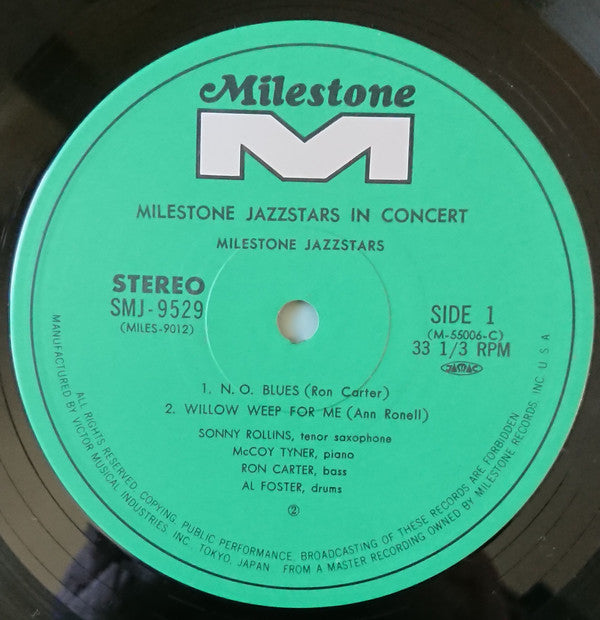 Milestone
M
MILESTONE JAZZSTARS IN CONCERT
MILESTONE JAZZSTARS
STEREO
SMJ-9529
(MILES-9012)
SIDE 1
(M-55006-C)
33 1/3 RPM
JASRAC
1. N. O. BLUES (Ron Carter)
2. WILLOW WEEP FOR ME (Ann Ronell)
SONNY ROLLINS, tenor saxophone
McCOY TYNER, piano
RON CARTER, bass
AL FOSTER, drums
②
ALL RIGHTS RESERVED. COPYING, PUBLIC PERFORMANCE, BROADCASTING OF THESE RECORDS ARE FORBIDDEN.
MANUFACTURED BY VICTOR MUSICAL INDUSTRIES, INC. TOKYO, JAPAN FROM A MASTER RECORDING OWNED BY MILESTONE RECORDS, INC. U.S.A